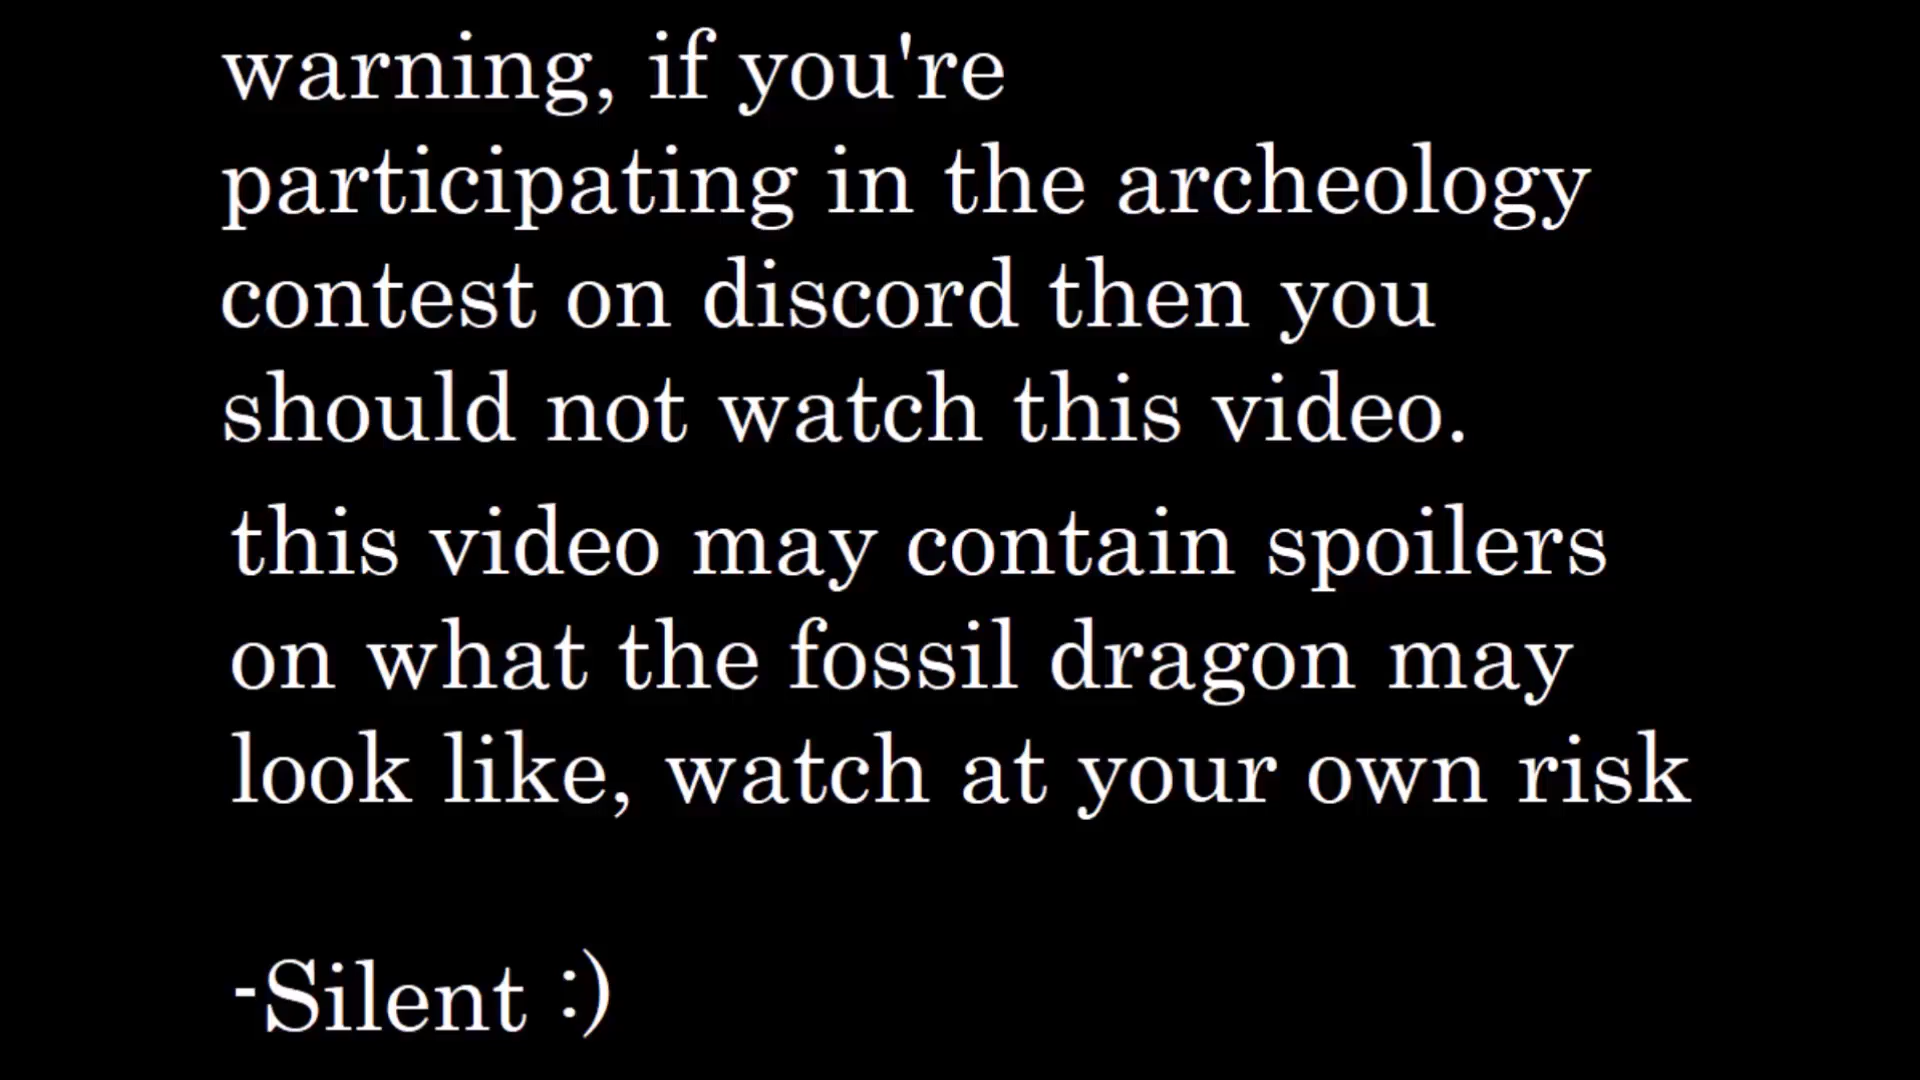 warning, if you're
participating in the archeology
contest on discord then you
should not watch this video.
this video may contain spoilers
on what the fossil dragon may
look like, watch at your own risk
-Silent :)